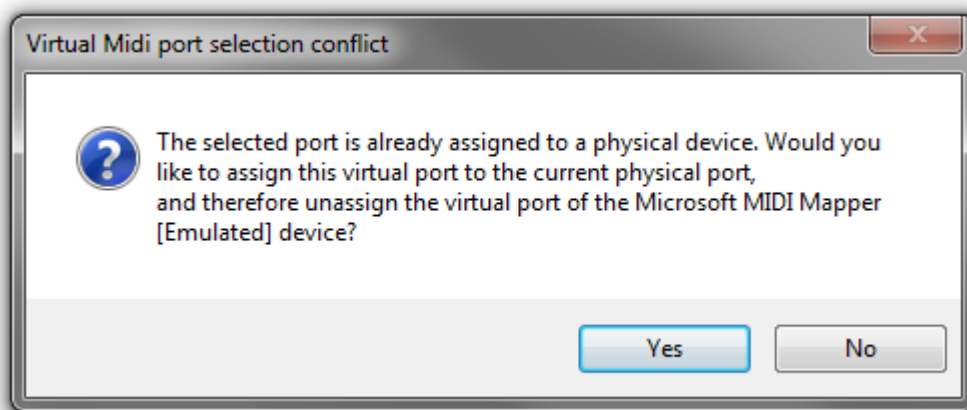 Virtual Midi port selection conflict
The selected port is already assigned to a physical device. Would you
like to assign this virtual port to the current physical port,
and therefore unassign the virtual port of the Microsoft MIDI Mapper
[Emulated] device?
Yes
No